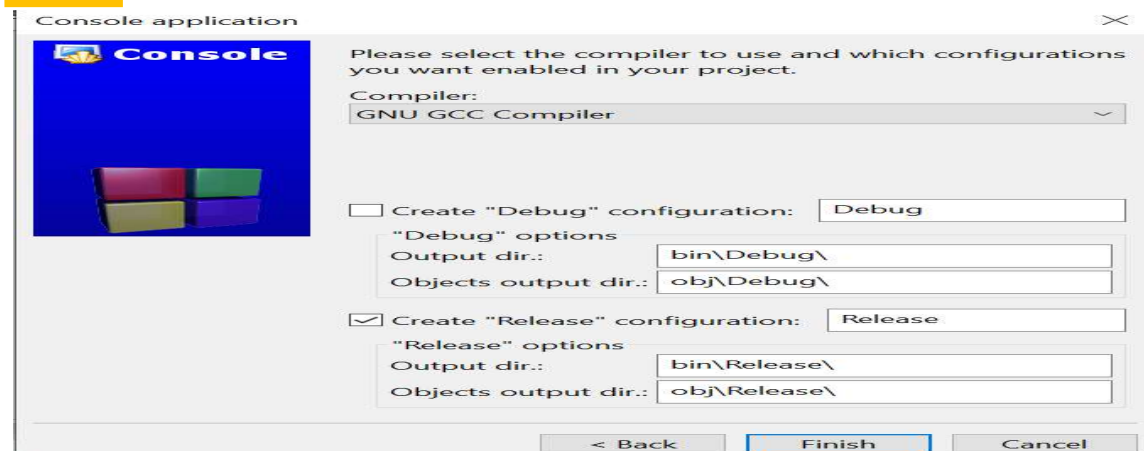 Console application
Console
Please select the compiler to use and which configurations
you want enabled in your project.
Compiler:
GNU GCC Compiler
Create "Debug" configuration: Debug
"Debug" options
Output dir.: bin\Debug\
Objects output dir.: obj\Debug\
Create "Release" configuration: Release
"Release" options
Output dir.: bin\Release\
Objects output dir.: obj\Release\
< Back Finish Cancel